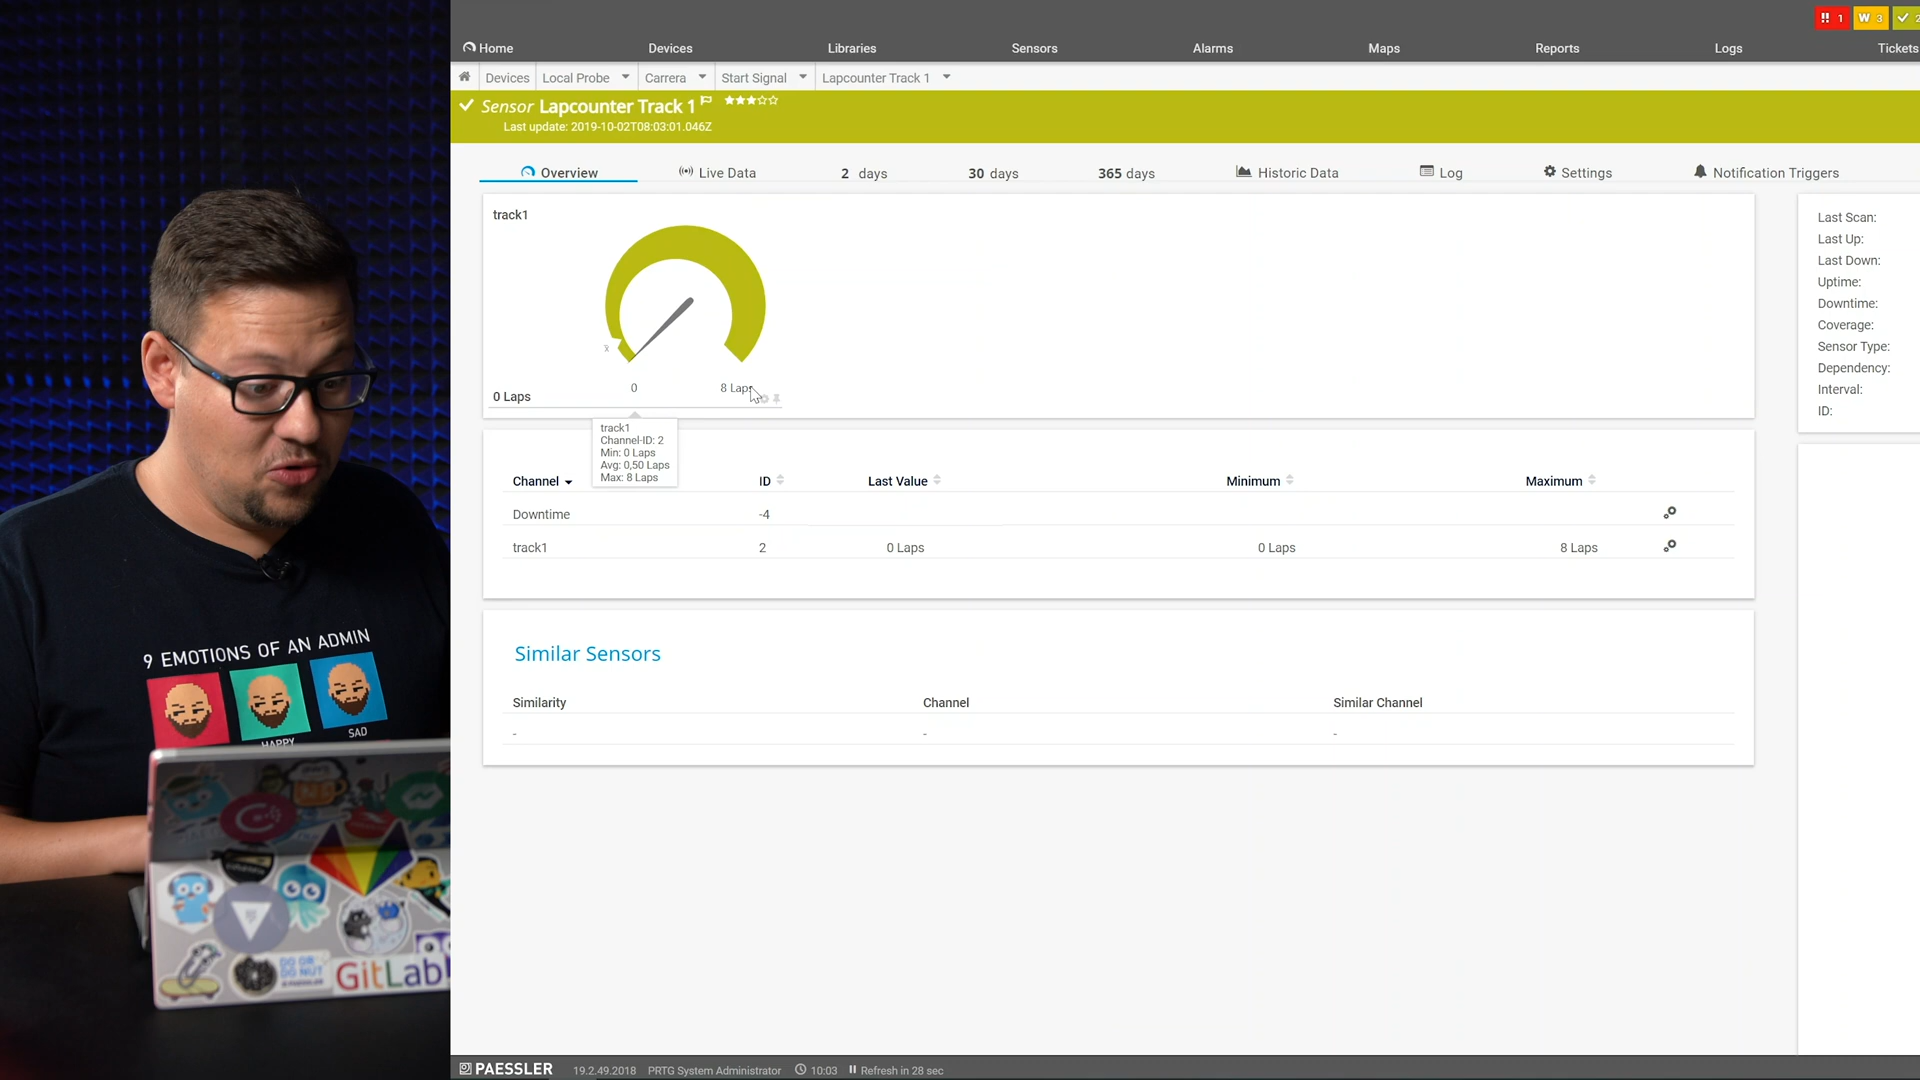 !! 1 W 3
Home Devices Libraries Sensors Alarms Maps Reports Logs Tickets
Devices Local Probe Carrera Start Signal Lapcounter Track 1
Sensor Lapcounter Track 1
Last update: 2019-10-02T08:03:01.046Z
Overview Live Data 2 days 30 days 365 days Historic Data Log Settings Notification Triggers
track1
0 8 Laps
0 Laps
track1
Channel-ID: 2
Min: 0 Laps
Avg: 0,50 Laps
Max: 8 Laps
Channel ID Last Value Minimum Maximum
Downtime -4
track1 2 0 Laps 0 Laps 8 Laps
Similar Sensors
Similarity Channel Similar Channel
- - -
Last Scan:
Last Up:
Last Down:
Uptime:
Downtime:
Coverage:
Sensor Type:
Dependency:
Interval:
ID:
PAESSLER 19.2.49.2018 PRTG System Administrator 10:03 Refresh in 28 sec
9 EMOTIONS OF AN ADMIN
HAPPY SAD
DO OR
DO NUT
GitLab